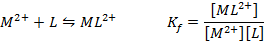 M²⁺ + L ⇋ ML²⁺ K_f = [ML²⁺] / [M²⁺][L]